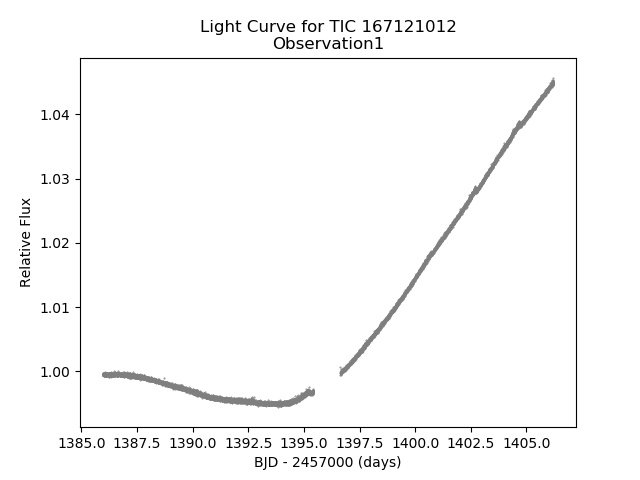 Light Curve for TIC 167121012
Observation1
1.04
1.03
1.02
1.01
1.00
Relative Flux
1385.0 1387.5 1390.0 1392.5 1395.0 1397.5 1400.0 1402.5 1405.0
BJD - 2457000 (days)